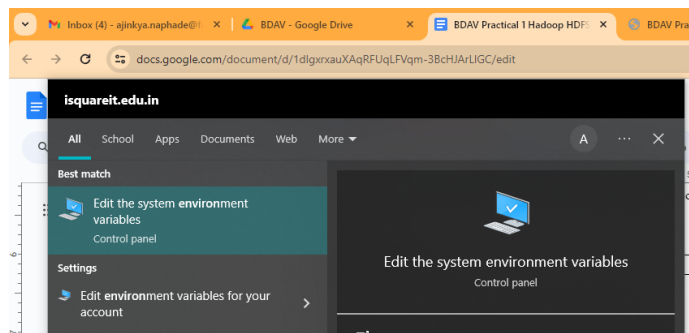 Inbox (4) - ajinkya.naphade@
BDAV - Google Drive
BDAV Practical 1 Hadoop HDFS
BDAV Pra
docs.google.com/document/d/1dlgxrxauXAqRFUqLFVqm-3BcHJArLIGC/edit
isquareit.edu.in
All School Apps Documents Web More A
Best match
Edit the system environment
variables
Control panel
Settings
Edit environment variables for your
account
Edit the system environment variables
Control panel